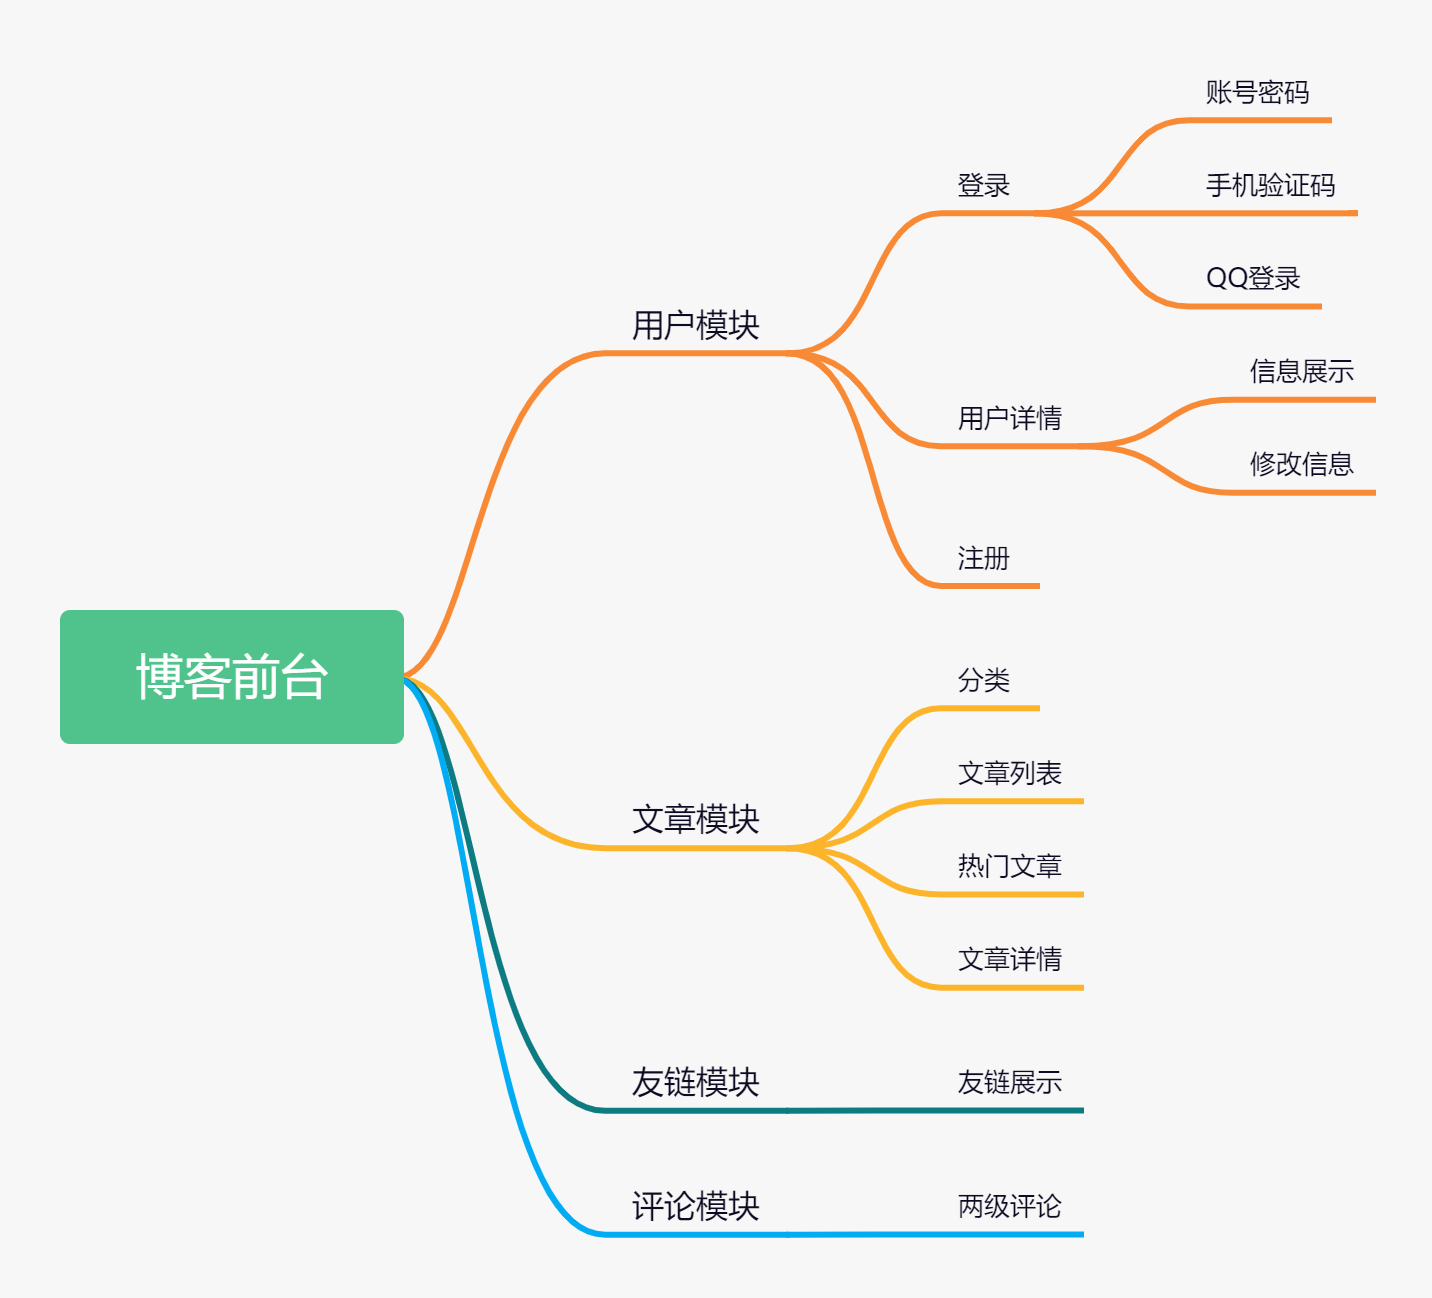 账号密码
手机验证码
登录
QQ登录
用户模块
信息展示
用户详情
修改信息
注册
博客前台
分类
文章列表
文章模块
热门文章
文章详情
友链模块
友链展示
评论模块
两级评论